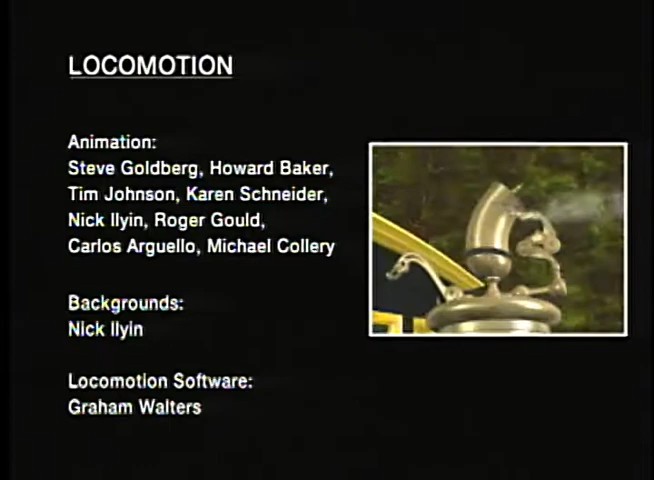 LOCOMOTION
Animation:
Steve Goldberg, Howard Baker,
Tim Johnson, Karen Schneider,
Nick Ilyin, Roger Gould,
Carlos Arguello, Michael Collery
Backgrounds:
Nick Ilyin
Locomotion Software:
Graham Walters